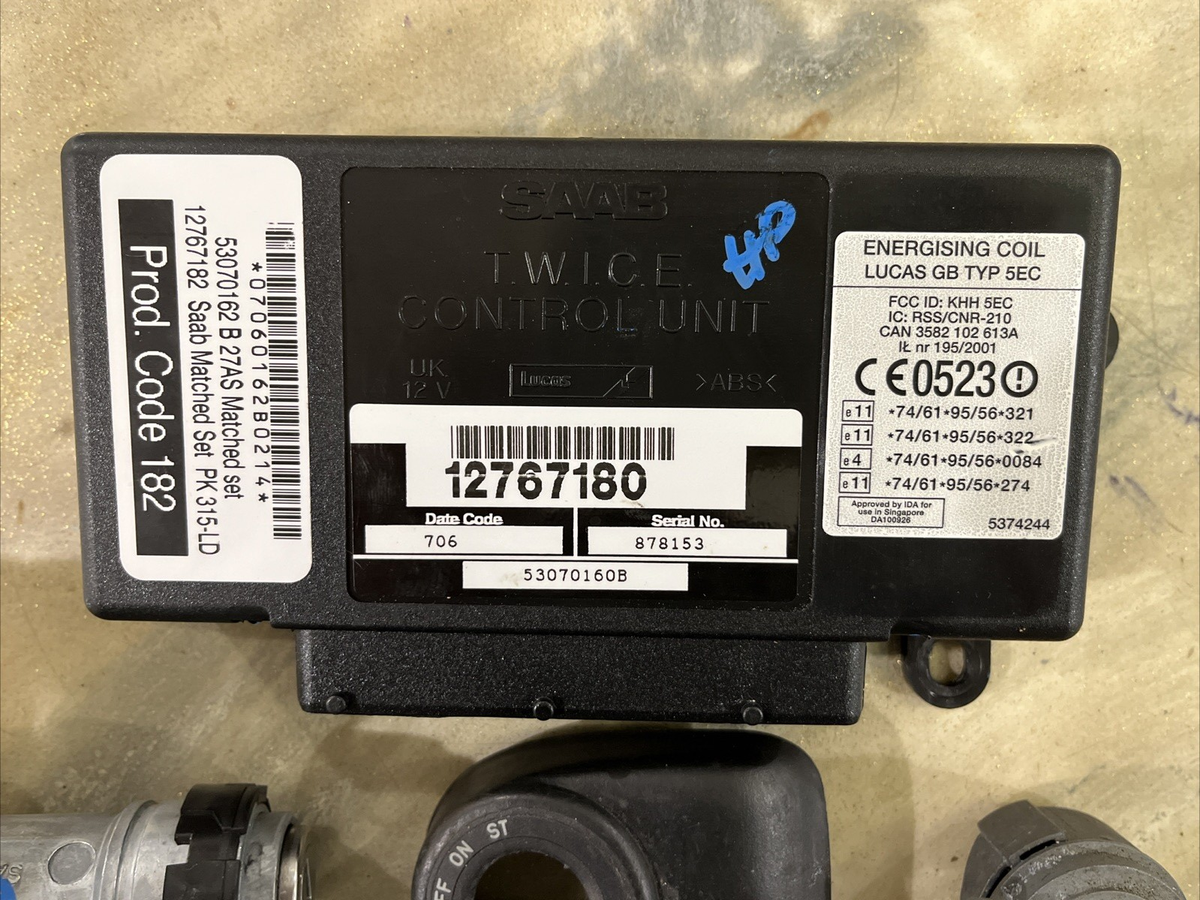 *07060162B0214*
53070162 B 27AS Matched set
12767182 Saab Matched Set PK 315-LD
Prod. Code 182
SAAB
T.W.I.C.E.
CONTROL UNIT
UK
12 V
Lucas
>ABS<
12767180
Date Code
706
Serial No.
878153
53070160B
ENERGISING COIL
LUCAS GB TYP 5EC
FCC ID: KHH 5EC
IC: RSS/CNR-210
CAN 3582 102 613A
IŁ nr 195/2001
CE0523
e11 *74/61*95/56*321
e11 *74/61*95/56*322
e4 *74/61*95/56*0084
e11 *74/61*95/56*274
Approved by IDA for
use in Singapore
DA100926
5374244
ON
ST